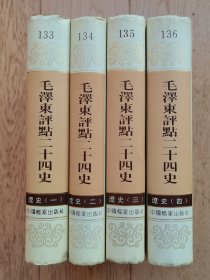 133
毛澤東評點二十四史
遼史(一)
中國檔案出版社
134
毛澤東評點二十四史
遼史(二)
中國檔案出版社
135
毛澤東評點二十四史
遼史(三)
中國檔案出版社
136
毛澤東評點二十四史
遼史(四)
中國檔案出版社